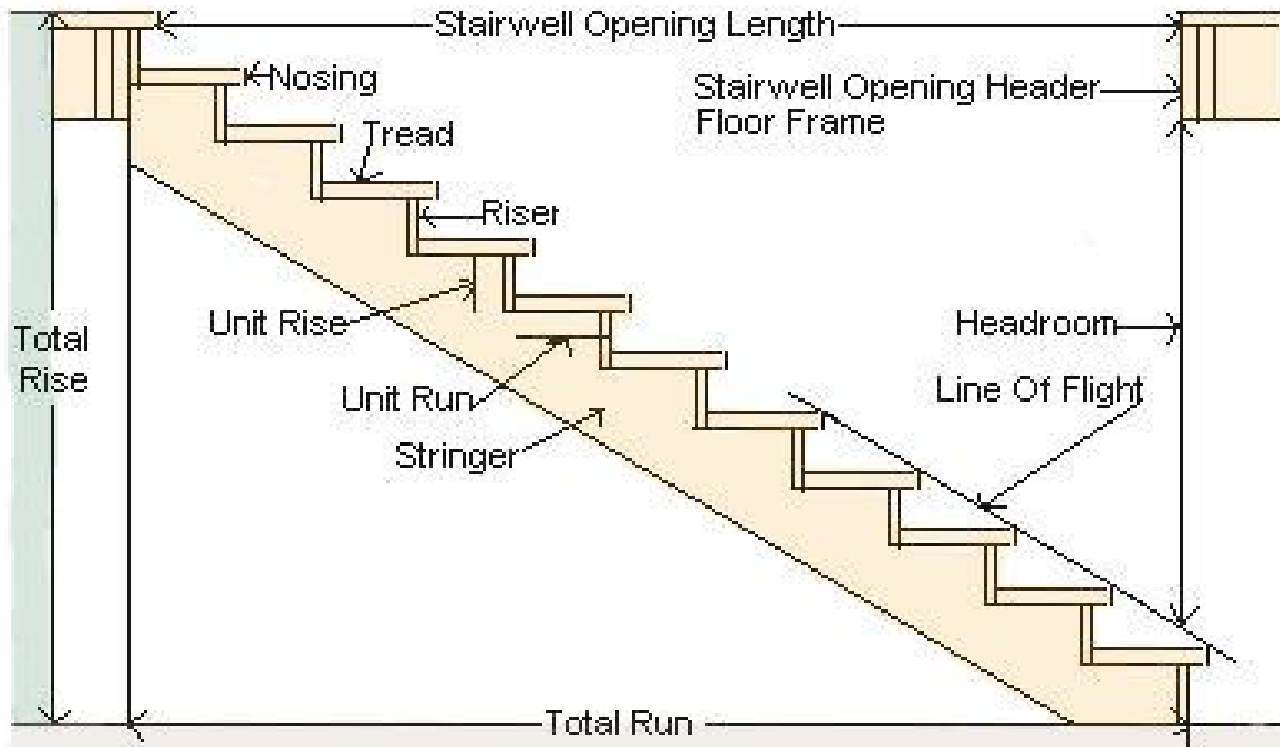 Stairwell Opening Length
Nosing
Stairwell Opening Header
Floor Frame
Tread
Riser
Unit Rise
Headroom
Total
Rise
Unit Run
Line Of Flight
Stringer
Total Run